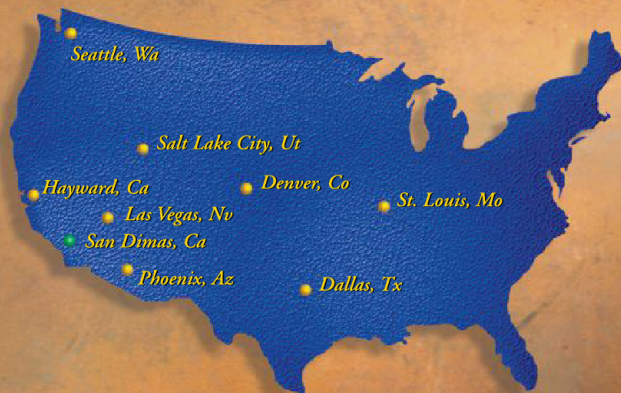 Seattle, Wa
Salt Lake City, Ut
Hayward, Ca
Denver, Co
St. Louis, Mo
Las Vegas, Nv
San Dimas, Ca
Phoenix, Az
Dallas, Tx